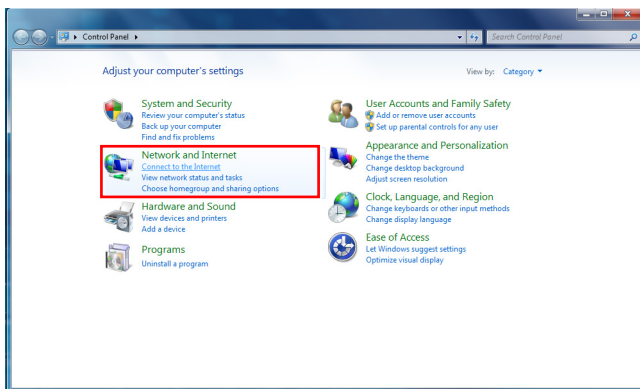 Control Panel
Search Control Panel
Adjust your computer's settings
View by: Category
System and Security
Review your computer's status
Back up your computer
Find and fix problems
Network and Internet
Connect to the Internet
View network status and tasks
Choose homegroup and sharing options
Hardware and Sound
View devices and printers
Add a device
Programs
Uninstall a program
User Accounts and Family Safety
Add or remove user accounts
Set up parental controls for any user
Appearance and Personalization
Change the theme
Change desktop background
Adjust screen resolution
Clock, Language, and Region
Change keyboards or other input methods
Change display language
Ease of Access
Let Windows suggest settings
Optimize visual display